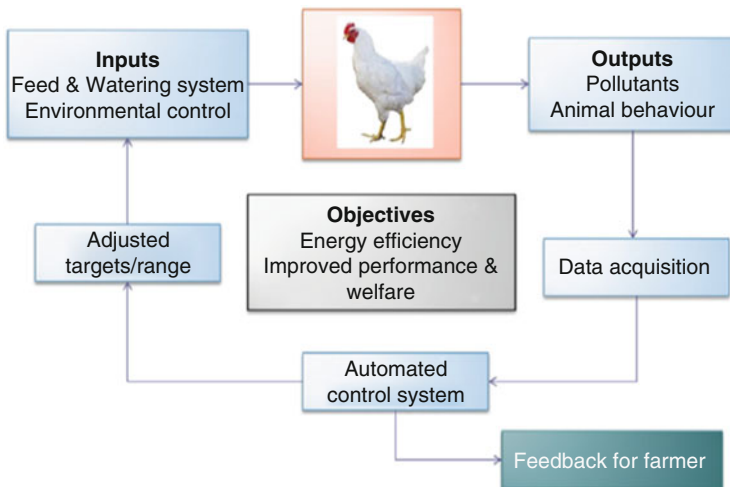 Inputs
Feed & Watering system
Environmental control
Outputs
Pollutants
Animal behaviour
Objectives
Energy efficiency
Improved performance &
welfare
Adjusted
targets/range
Data acquisition
Automated
control system
Feedback for farmer